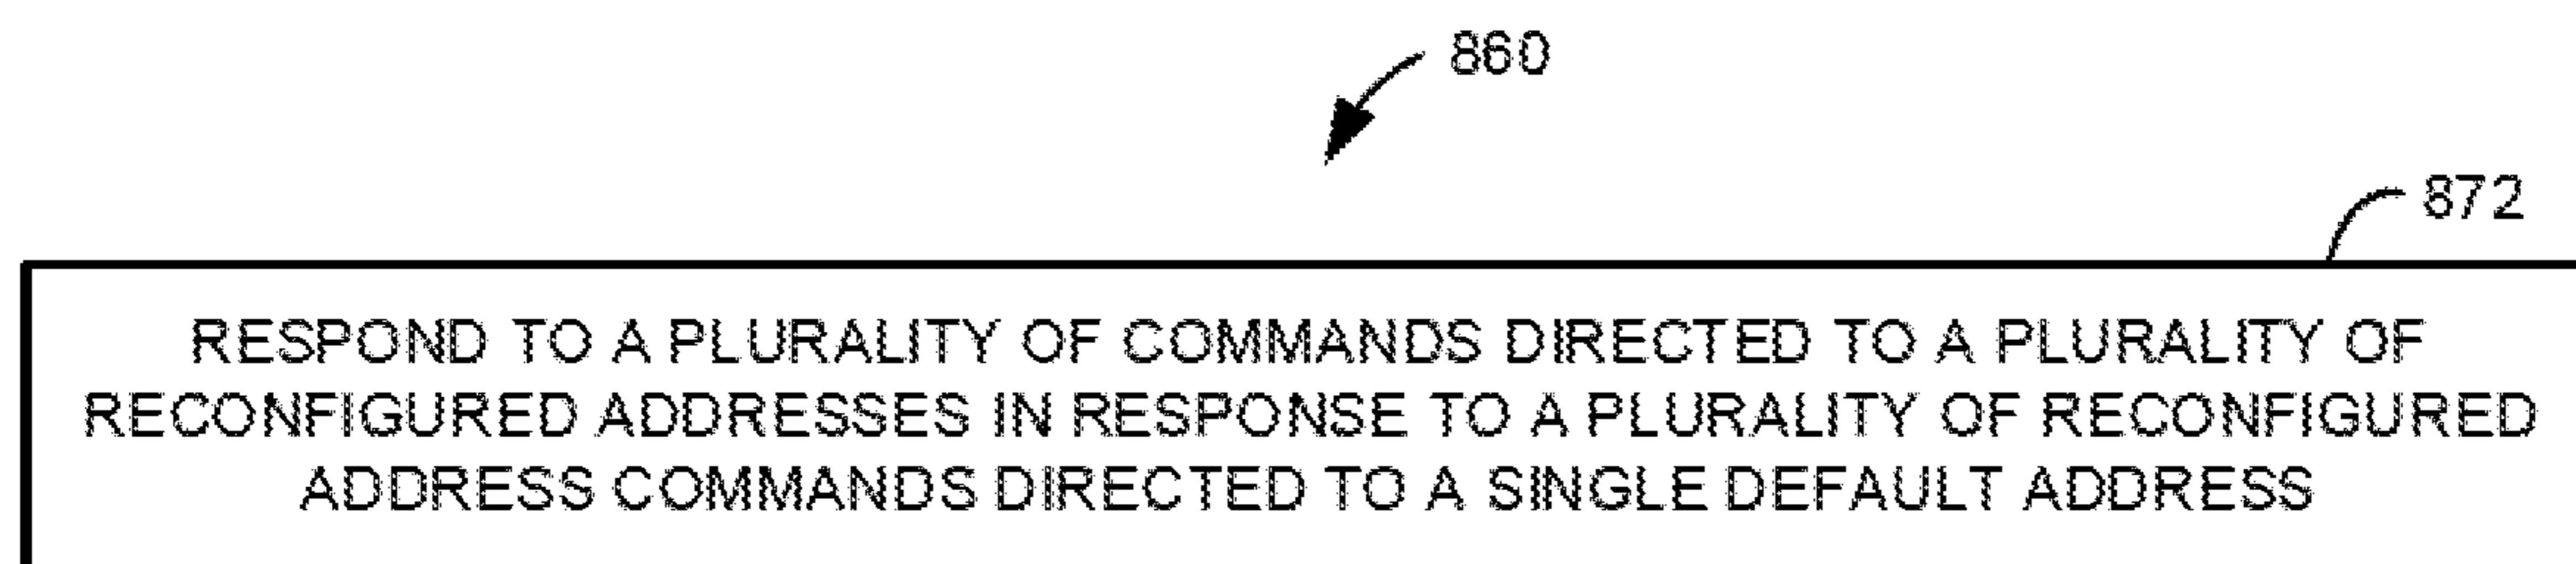 860
872
RESPOND TO A PLURALITY OF COMMANDS DIRECTED TO A PLURALITY OF
RECONFIGURED ADDRESSES IN RESPONSE TO A PLURALITY OF RECONFIGURED
ADDRESS COMMANDS DIRECTED TO A SINGLE DEFAULT ADDRESS